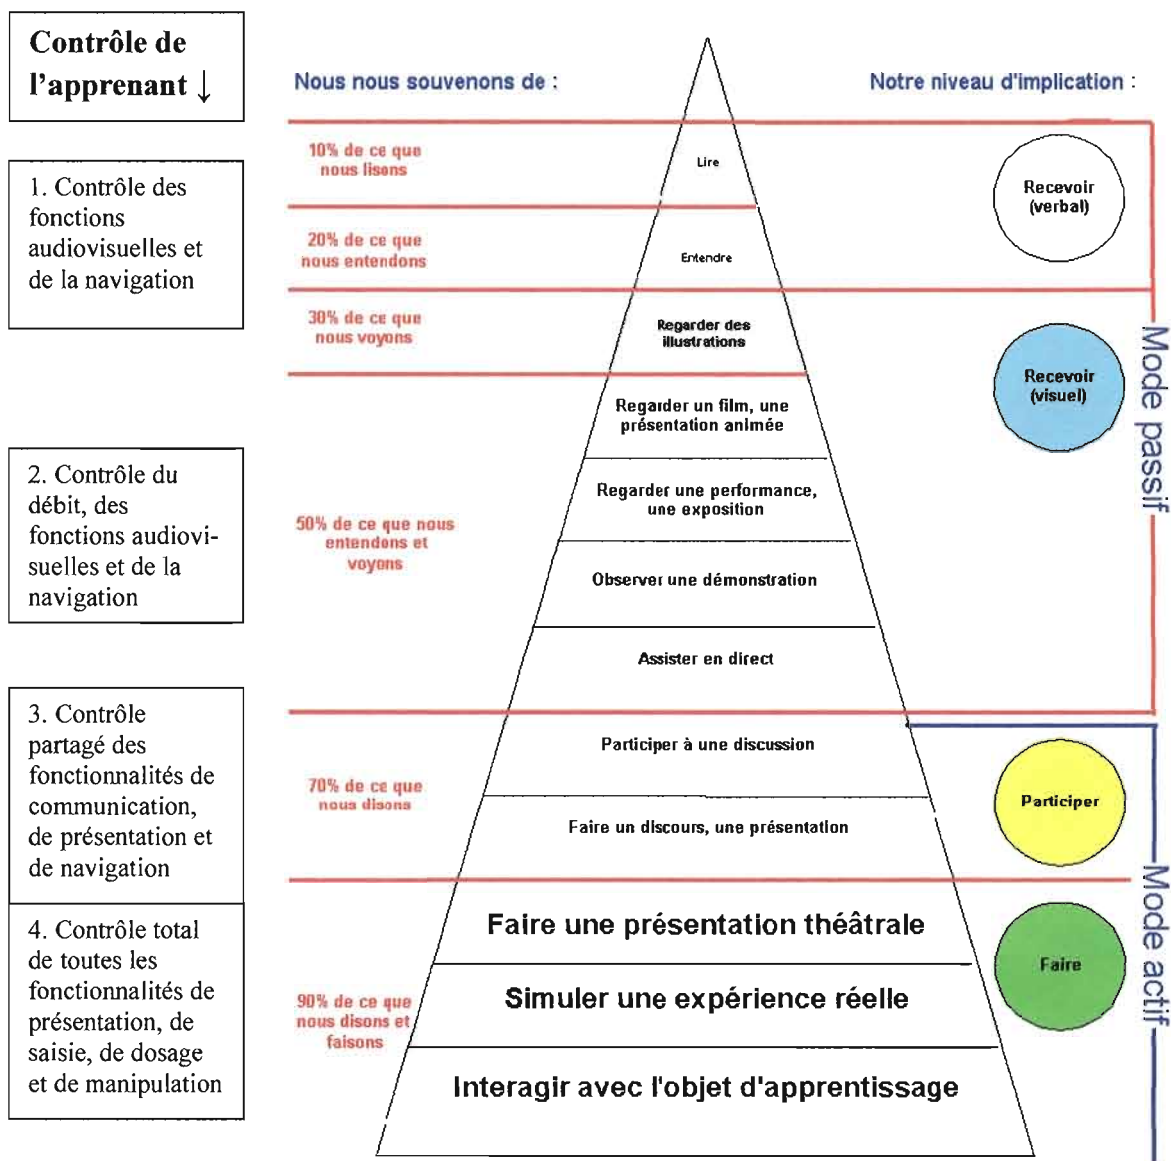 Contrôle de
l'apprenant ↓
Nous nous souvenons de :
Notre niveau d'implication :
1. Contrôle des
fonctions
audiovisuelles et
de la navigation
10% de ce que
nous lisons
Lire
Recevoir
(verbal)
20% de ce que
nous entendons
Entendre
30% de ce que
nous voyons
Regarder des
illustrations
Recevoir
(visuel)
Mode passif
2. Contrôle du
débit, des
fonctions audiovi-
suelles et de la
navigation
50% de ce que nous
entendons et
voyons
Regarder un film, une
présentation animée
Regarder une performance,
une exposition
Observer une démonstration
Assister en direct
3. Contrôle
partagé des
fonctionnalités de
communication,
de présentation et
de navigation
70% de ce que
nous disons
Participer à une discussion
Faire un discours, une présentation
Participer
Mode actif
4. Contrôle total
de toutes les
fonctionnalités de
présentation, de
saisie, de dosage
et de manipulation
90% de ce que
nous disons et
faisons
Faire une présentation théâtrale
Simuler une expérience réelle
Interagir avec l'objet d'apprentissage
Faire